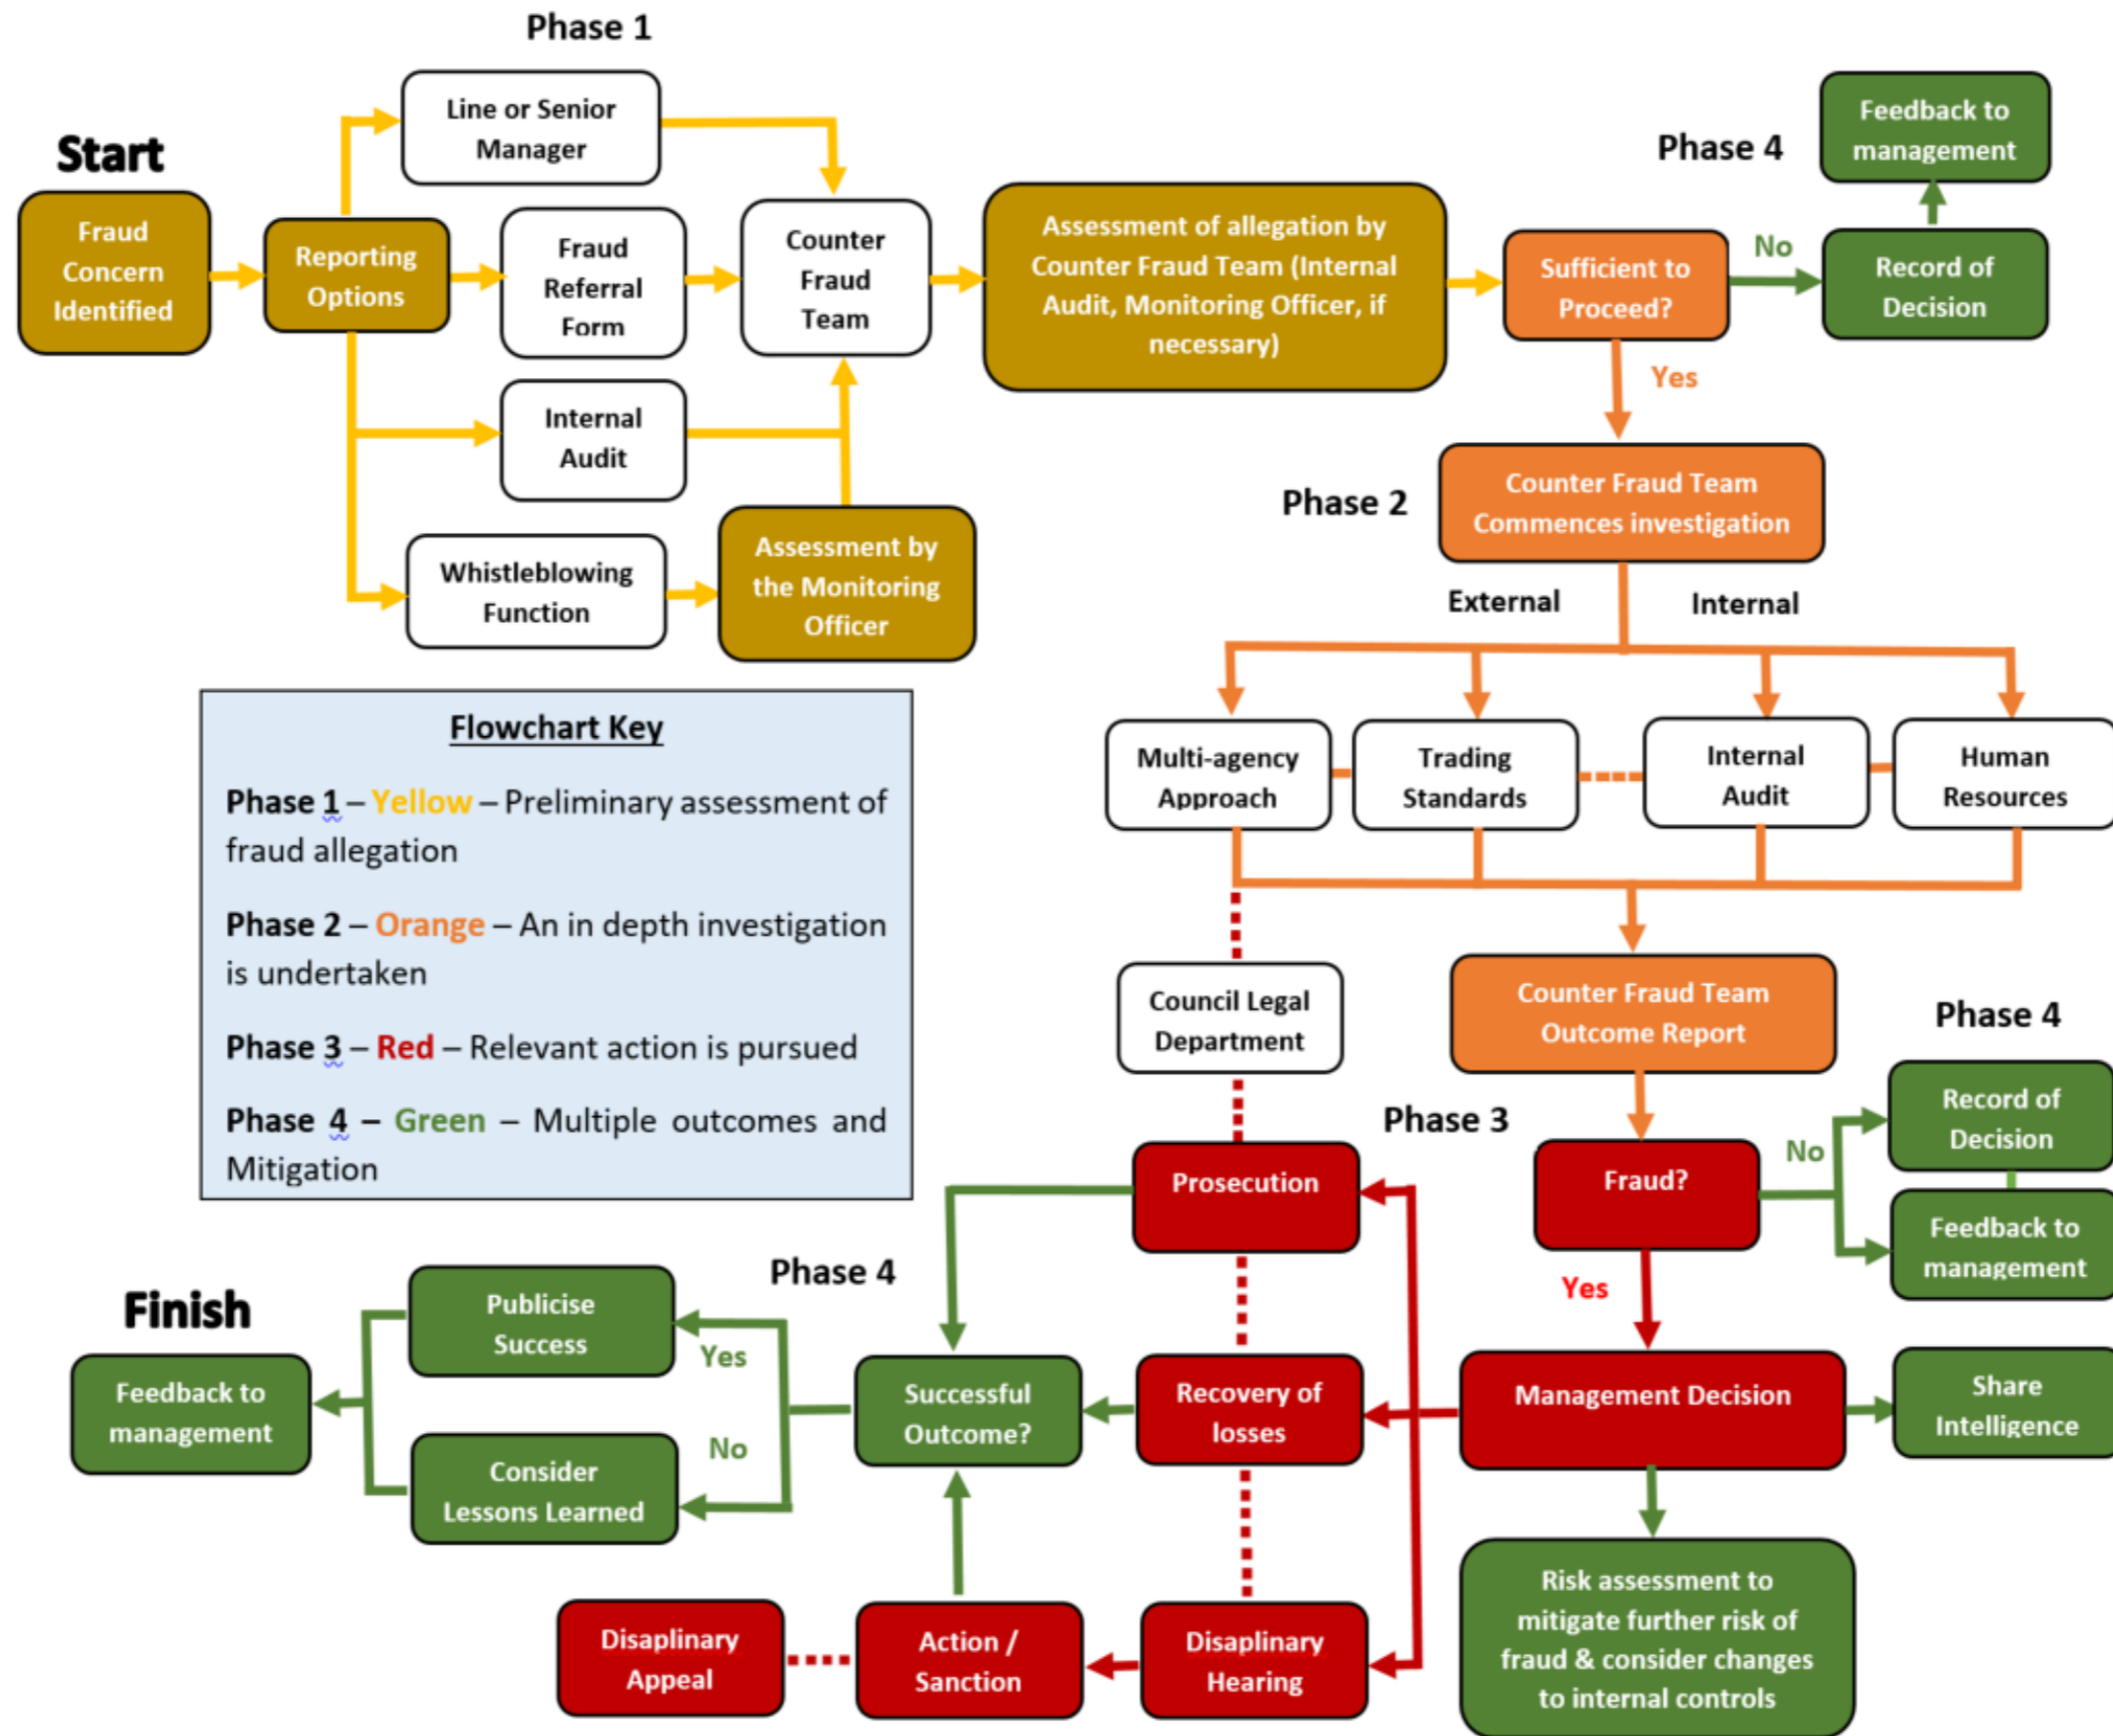 Phase 1
Line or Senior
Manager
Start
Fraud
Concern
Identified
Reporting
Options
Fraud
Referral
Form
Counter
Fraud
Team
Internal
Audit
Whistleblowing
Function
Assessment by
the Monitoring
Officer
Assessment of allegation by
Counter Fraud Team (Internal
Audit, Monitoring Officer, if
necessary)
Sufficient to
Proceed?
No
Phase 4
Feedback to
management
Record of
Decision
Yes
Phase 2
Counter Fraud Team
Commences investigation
External
Internal
Multi-agency
Approach
Trading
Standards
Internal
Audit
Human
Resources
Flowchart Key
Phase 1 – Yellow – Preliminary assessment of
fraud allegation
Phase 2 – Orange – An in depth investigation
is undertaken
Phase 3 – Red – Relevant action is pursued
Phase 4 – Green – Multiple outcomes and
Mitigation
Council Legal
Department
Counter Fraud Team
Outcome Report
Phase 4
Phase 3
Prosecution
Fraud?
No
Record of
Decision
Feedback to
management
Yes
Management Decision
Share
Intelligence
Risk assessment to
mitigate further risk of
fraud & consider changes
to internal controls
Recovery of
losses
Disaplinary
Hearing
Action /
Sanction
Disaplinary
Appeal
Successful
Outcome?
Phase 4
Yes
No
Publicise
Success
Consider
Lessons Learned
Finish
Feedback to
management